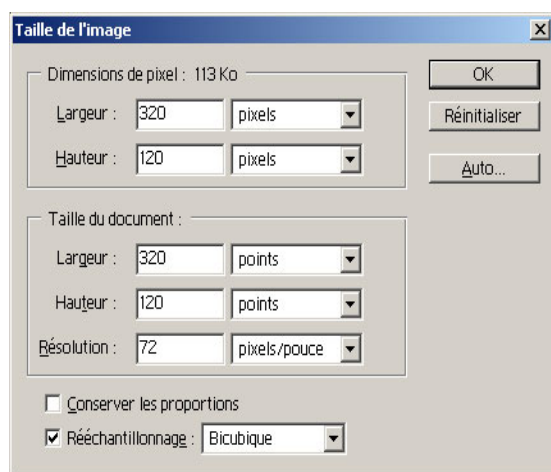 Taille de l'image
Dimensions de pixel : 113 Ko
Largeur : 320 pixels
Hauteur : 120 pixels
OK
Réinitialiser
Auto...
Taille du document :
Largeur : 320 points
Hauteur : 120 points
Résolution : 72 pixels/pouce
Conserver les proportions
Rééchantillonnage : Bicubique